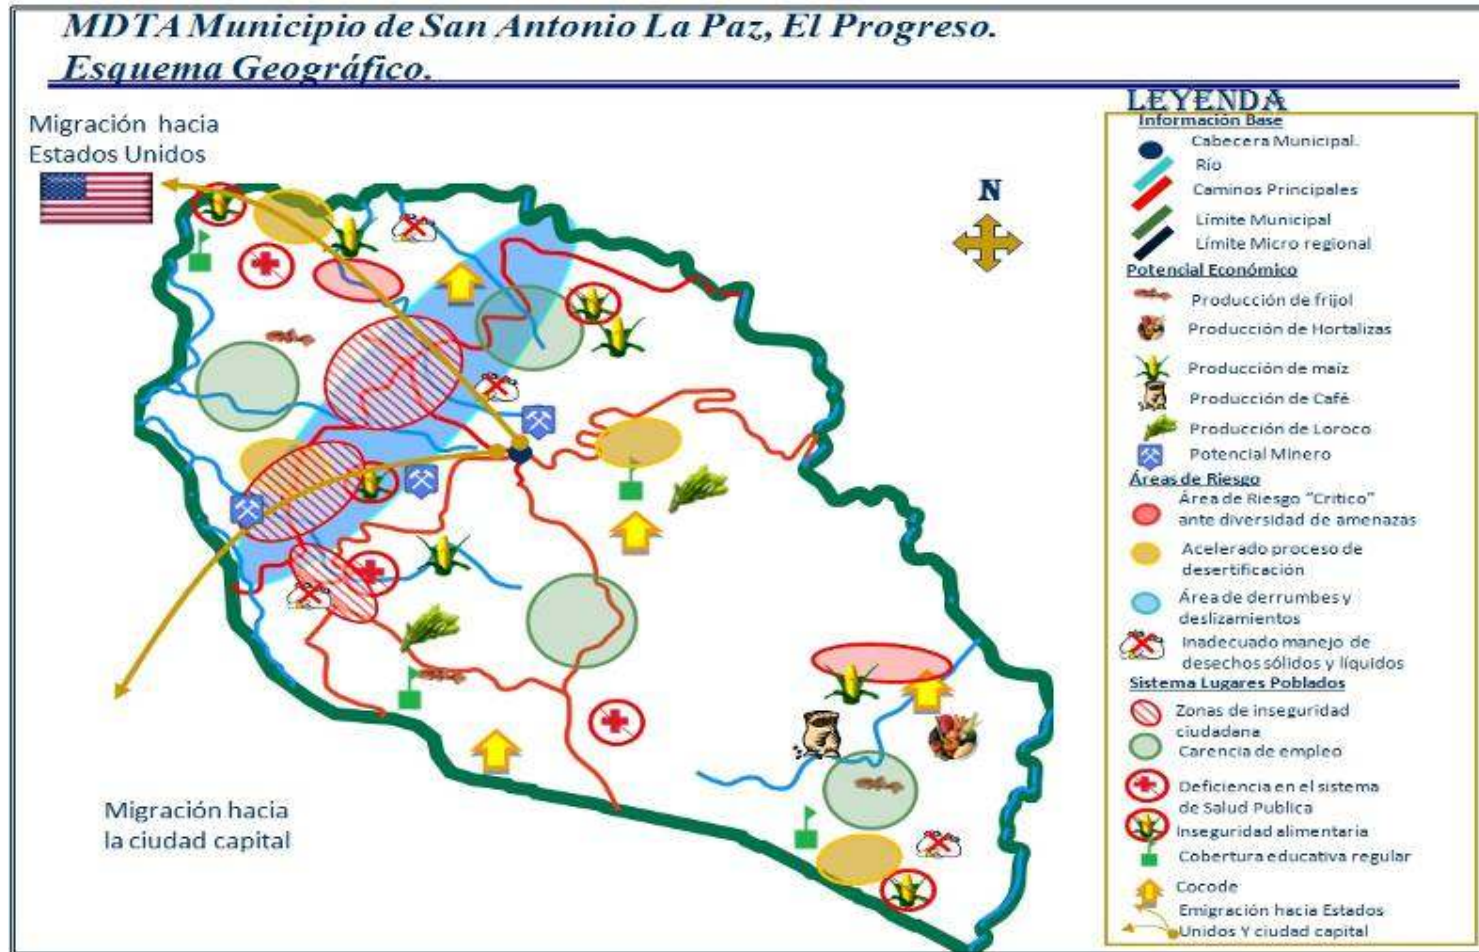 MDTA Municipio de San Antonio La Paz, El Progreso.
Esquema Geográfico.
Migración hacia
Estados Unidos
N
Migración hacia
la ciudad capital
LEYENDA
Información Base
Cabecera Municipal.
Río
Caminos Principales
Límite Municipal
Límite Micro regional
Potencial Económico
Producción de frijol
Producción de Hortalizas
Producción de maíz
Producción de Café
Producción de Loroco
Potencial Minero
Áreas de Riesgo
Área de Riesgo "Critico"
ante diversidad de amenazas
Acelerado proceso de
desertificación
Área de derrumbes y
deslizamientos
Inadecuado manejo de
desechos sólidos y líquidos
Sistema Lugares Poblados
Zonas de inseguridad
ciudadana
Carencia de empleo
Deficiencia en el sistema
de Salud Publica
Inseguridad alimentaria
Cobertura educativa regular
Cocode
Emigración hacia Estados
Unidos Y ciudad capital